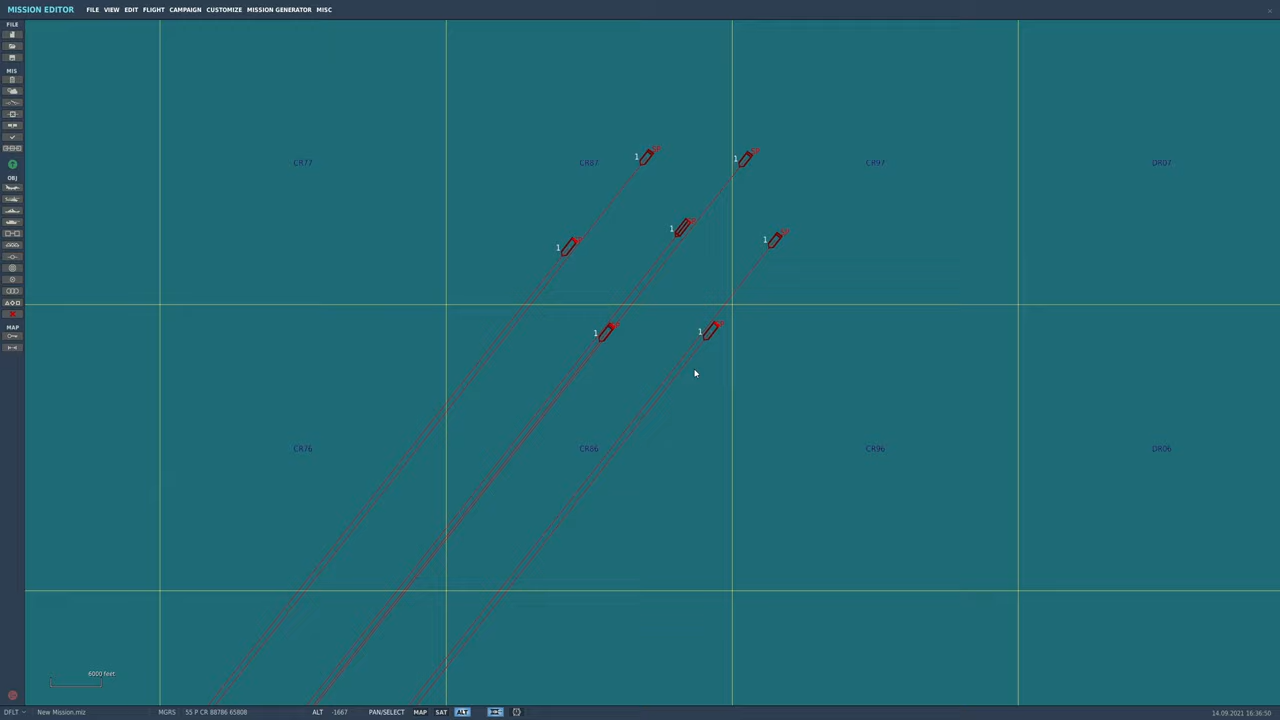 MISSION EDITOR FILE VIEW EDIT FLIGHT CAMPAIGN CUSTOMIZE MISSION GENERATOR MISC
FILE
MIS
OBJ
MAP
CR77 CR87 CR97 DR07
1
1
1
1
1
1
1
CR76 CR86 CR96 DR06
6000 feet
DFLT New Mission.miz MGRS 55 P CR 88786 65808 ALT -1667 PAN/SELECT MAP SAT ALT 14.09.2021 16:36:50